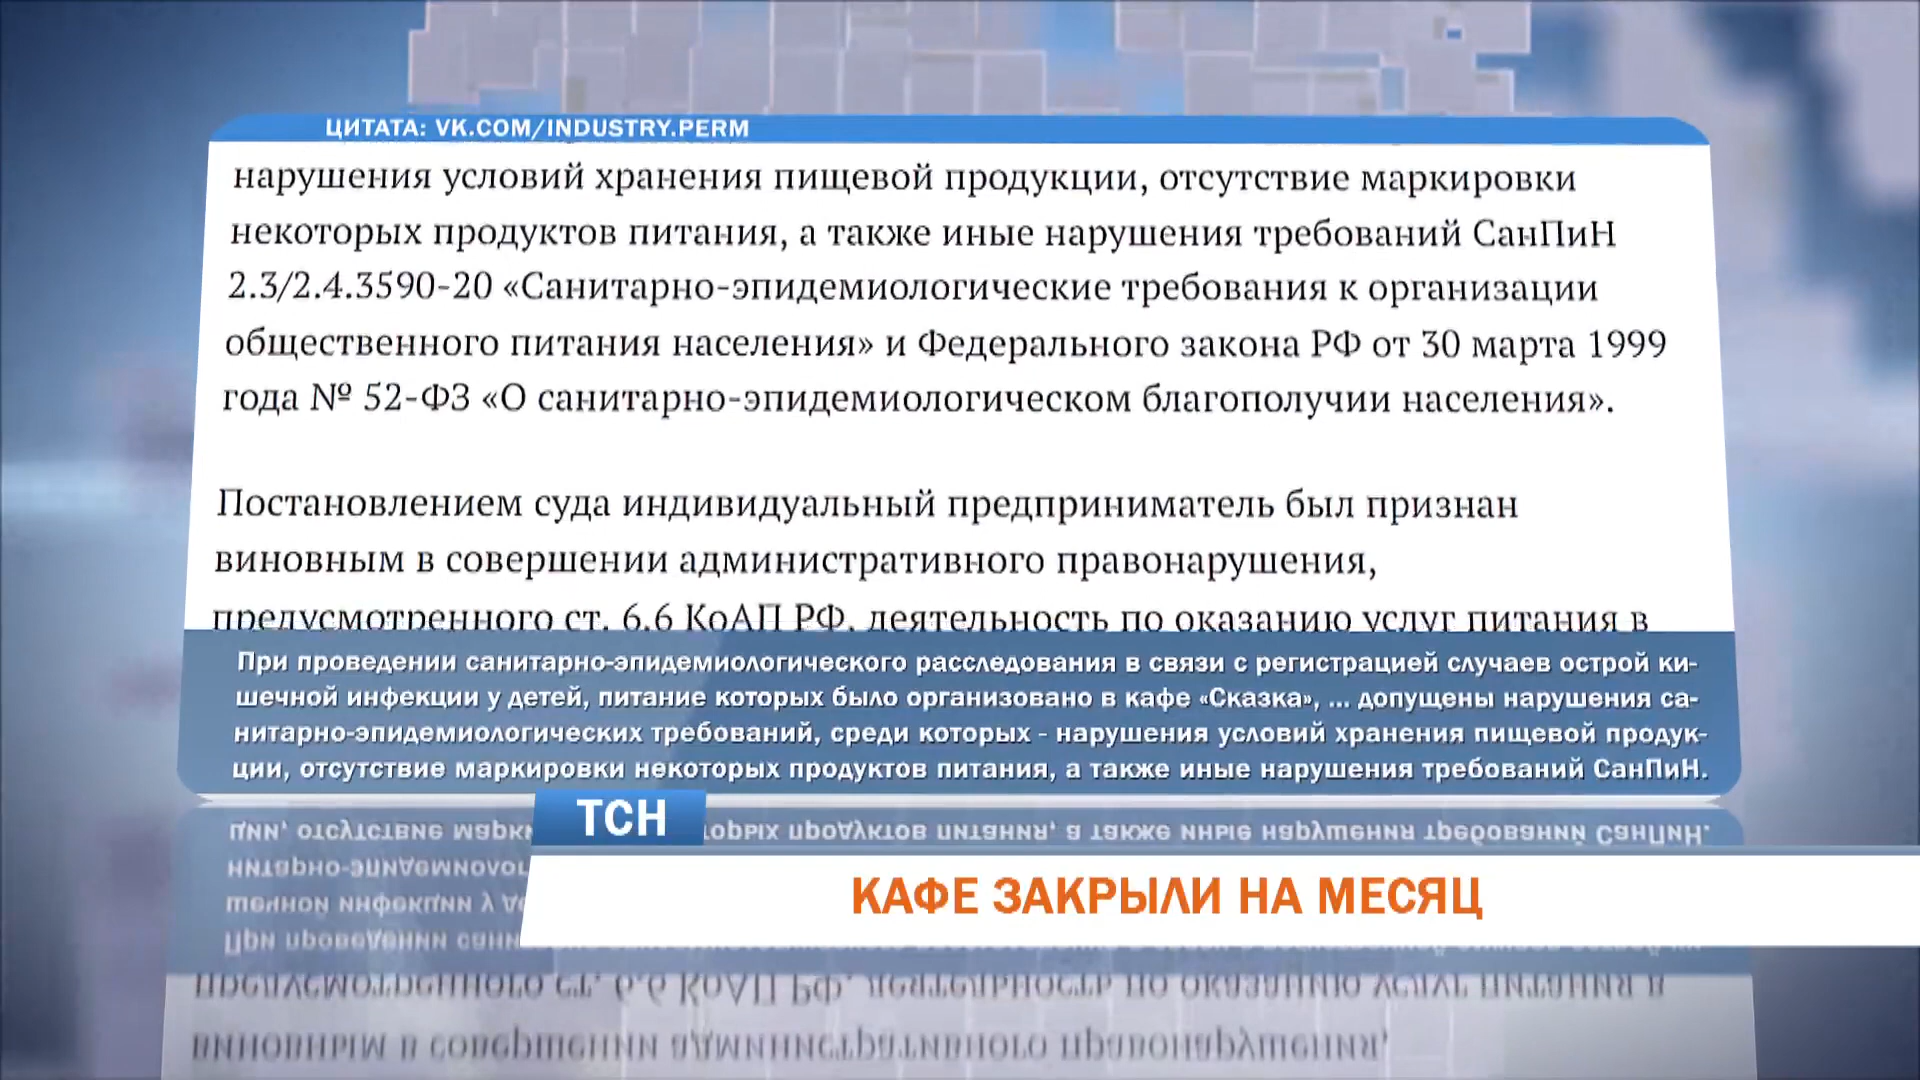 ЦИТАТА: VK.COM/INDUSTRY.PERM
нарушения условий хранения пищевой продукции, отсутствие маркировки
некоторых продуктов питания, а также иные нарушения требований СанПиН
2.3/2.4.3590-20 «Санитарно-эпидемиологические требования к организации
общественного питания населения» и Федерального закона РФ от 30 марта 1999
года № 52-ФЗ «О санитарно-эпидемиологическом благополучии населения».
Постановлением суда индивидуальный предприниматель был признан
виновным в совершении административного правонарушения,
предусмотренного ст. 6.6 КоАП РФ, деятельность по оказанию услуг питания в
При проведении санитарно-эпидемиологического расследования в связи с регистрацией случаев острой ки-
шечной инфекции у детей, питание которых было организовано в кафе «Сказка», ... допущены нарушения са-
нитарно-эпидемиологических требований, среди которых - нарушения условий хранения пищевой продук-
ции, отсутствие маркировки некоторых продуктов питания, а также иные нарушения требований СанПиН.
ТСН
КАФЕ ЗАКРЫЛИ НА МЕСЯЦ